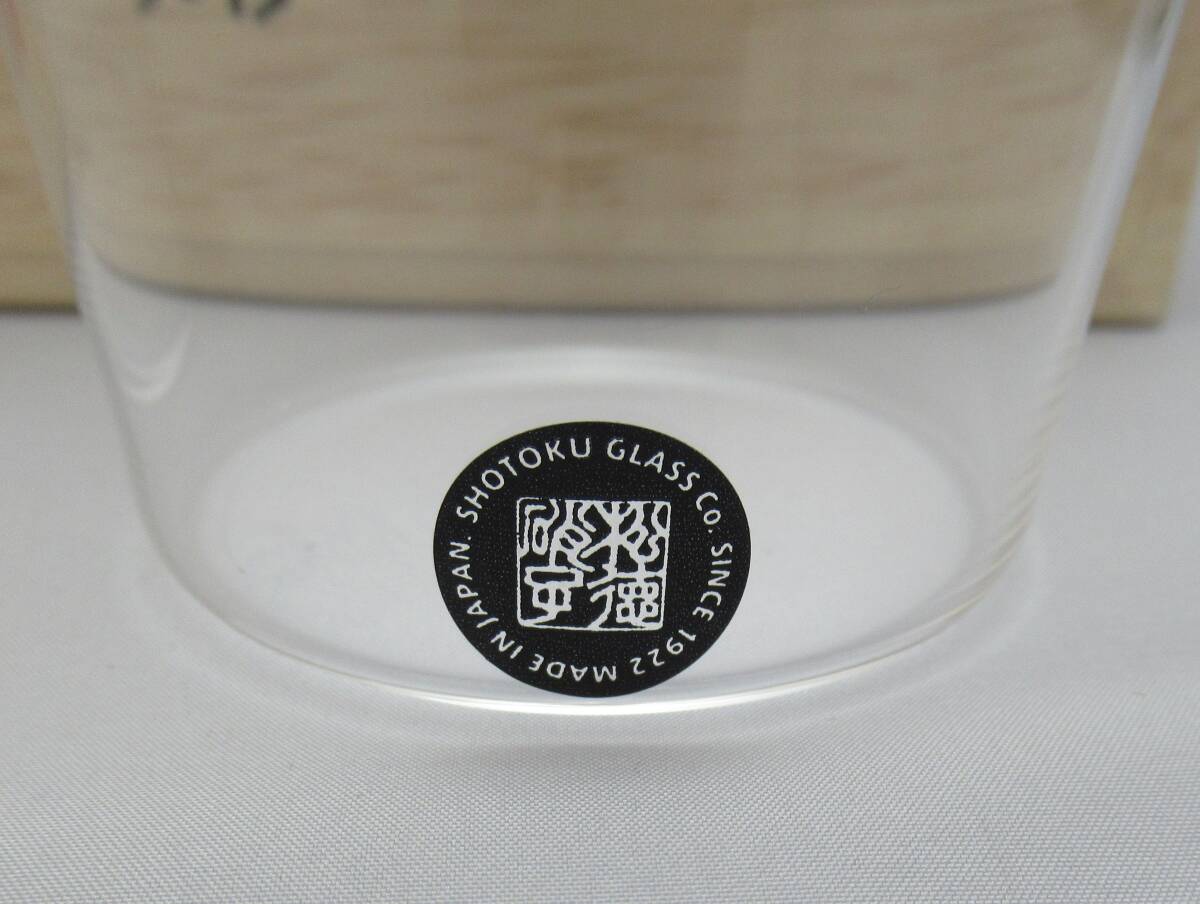 SHOTOKU GLASS Co. SINCE 1922 MADE IN JAPAN.
松徳硝子